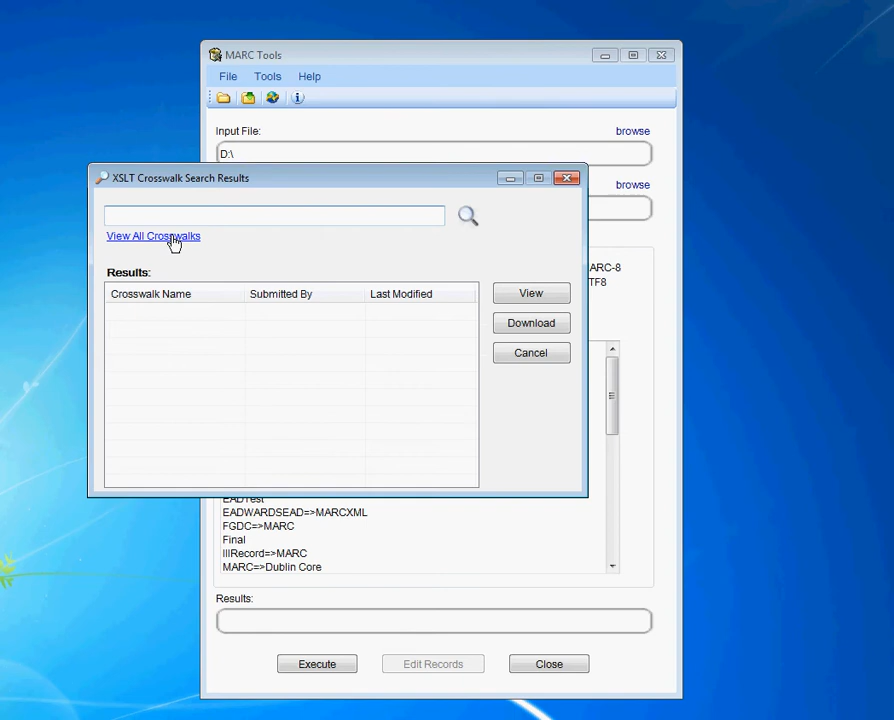 MARC Tools
File Tools Help
Input File: browse
D:\
XSLT Crosswalk Search Results
browse
View All Crosswalks
ARC-8
Results:
TF8
Crosswalk Name Submitted By Last Modified
View
Download
Cancel
EADTest
EADWARDSEAD=>MARCXML
FGDC=>MARC
Final
IIIRecord=>MARC
MARC=>Dublin Core
Results:
Execute Edit Records Close